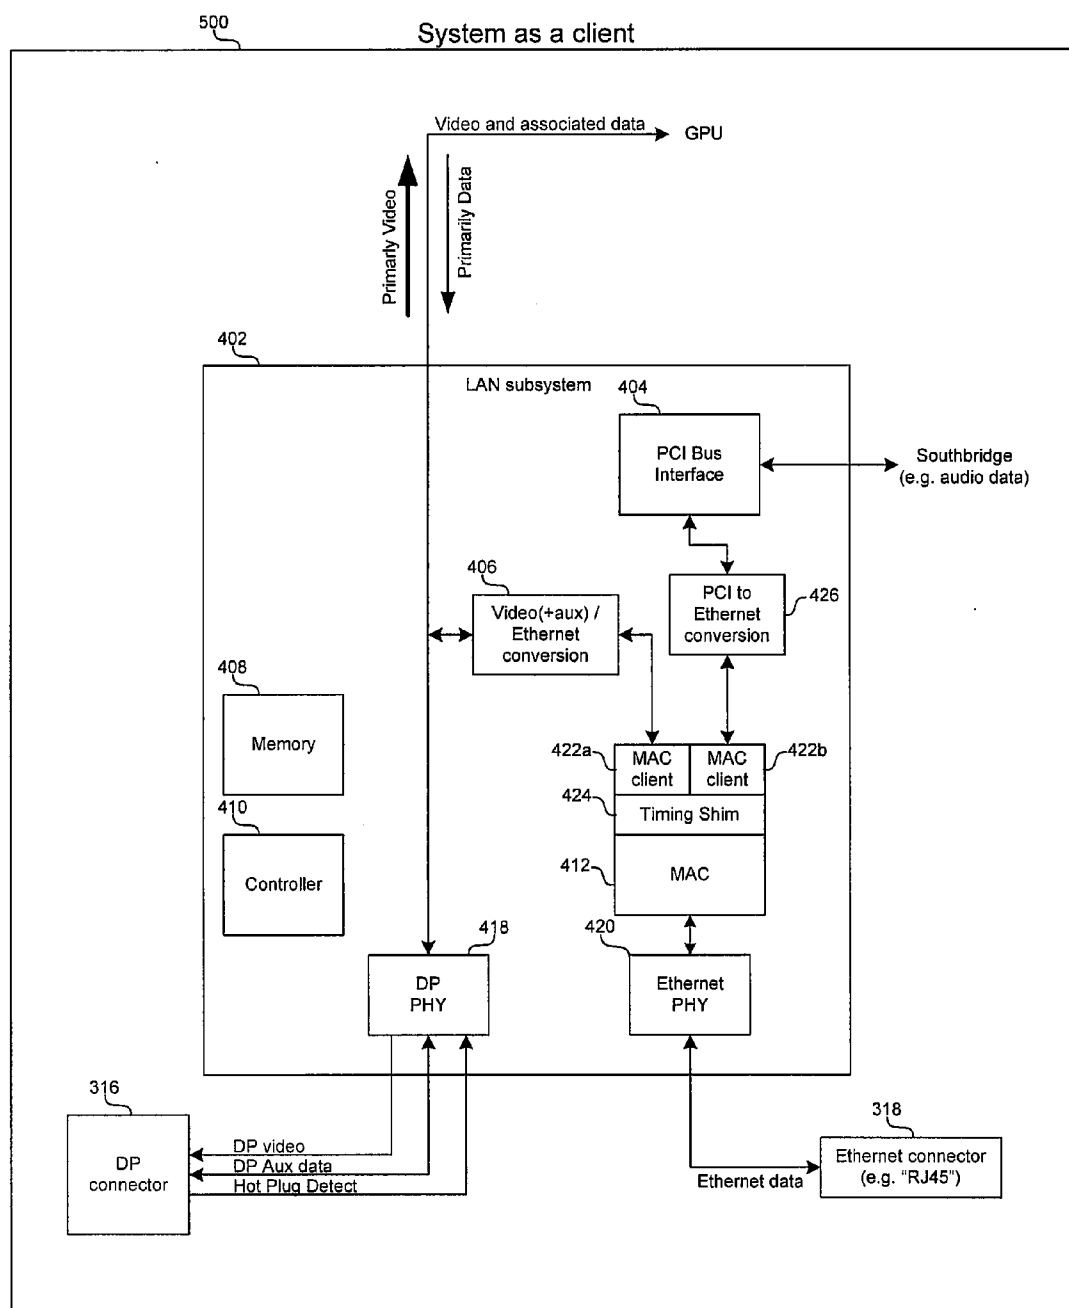 500
System as a client
Video and associated data
GPU
Primarly Video
Primarily Data
402
LAN subsystem
404
PCI Bus
Interface
Southbridge
(e.g. audio data)
406
Video(+aux) /
Ethernet
conversion
PCI to
Ethernet
conversion
426
408
Memory
422a
MAC
client
MAC
client
422b
424
Timing Shim
410
Controller
412
MAC
418
DP
PHY
420
Ethernet
PHY
316
DP
connector
DP video
DP Aux data
Hot Plug Detect
Ethernet data
318
Ethernet connector
(e.g. "RJ45")